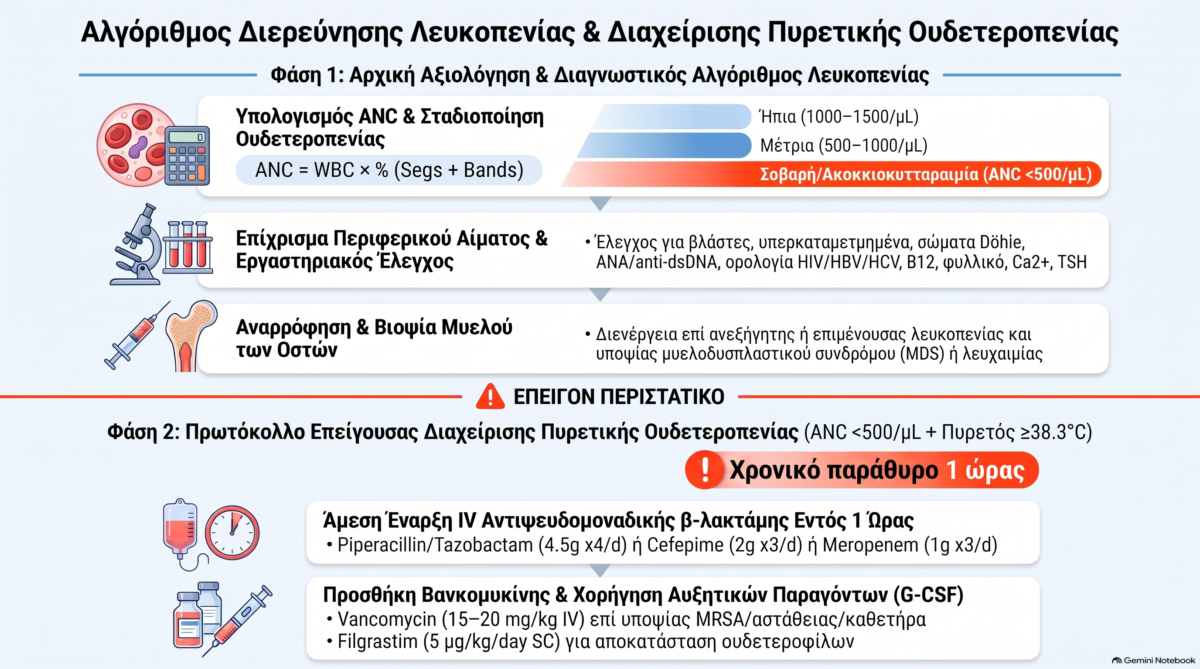 Αλγόριθμος Διερεύνησης Λευκοπενίας & Διαχείρισης Πυρετικής Ουδετεροπενίας
Φάση 1: Αρχική Αξιολόγηση & Διαγνωστικός Αλγόριθμος Λευκοπενίας
Υπολογισμός ANC & Σταδιοποίηση
Ουδετεροπενίας
ANC = WBC × % (Segs + Bands)
Ήπια (1000–1500/μL)
Μέτρια (500–1000/μL)
Σοβαρή/Ακοκκιοκυτταραιμία (ANC <500/μL)
Επίχρισμα Περιφερικού Αίματος &
Εργαστηριακός Έλεγχος
• Έλεγχος για βλάστες, υπερκαταμετμημένα, σώματα Döhie,
ANA/anti-dsDNA, ορολογία HIV/HBV/HCV, B12, φυλλικό, Ca2+, TSH
Αναρρόφηση & Βιοψία Μυελού
των Οστών
• Διενέργεια επί ανεξήγητης ή επιμένουσας λευκοπενίας και
υποψίας μυελοδυσπλαστικού συνδρόμου (MDS) ή λευχαιμίας
ΕΠΕΙΓΟΝ ΠΕΡΙΣΤΑΤΙΚΟ
Φάση 2: Πρωτόκολλο Επείγουσας Διαχείρισης Πυρετικής Ουδετεροπενίας (ANC <500/μL + Πυρετός ≥38.3°C)
Χρονικό παράθυρο 1 ώρας
Άμεση Έναρξη IV Αντιψευδομοναδικής β-λακτάμης Εντός 1 Ώρας
• Piperacillin/Tazobactam (4.5g x4/d) ή Cefepime (2g x3/d) ή Meropenem (1g x3/d)
Προσθήκη Βανκομυκίνης & Χορήγηση Αυξητικών Παραγόντων (G-CSF)
• Vancomycin (15–20 mg/kg IV) επί υποψίας MRSA/αστάθειας/καθετήρα
• Filgrastim (5 μg/kg/day SC) για αποκατάσταση ουδετεροφίλων
Gemini Notebook